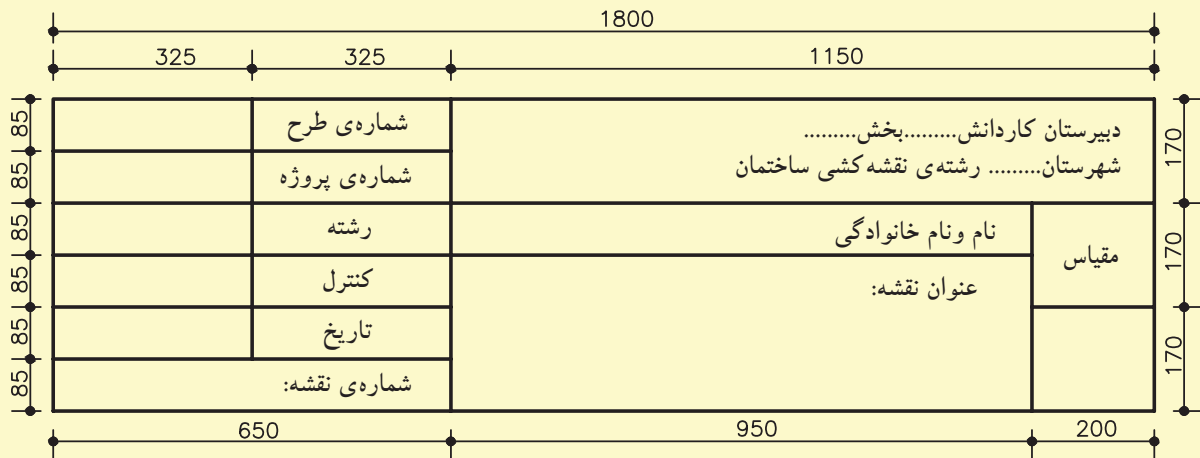 1800
325
325
1150
دبیرستان کاردانش.........بخش.........
شهرستان......... رشته‌ی نقشه‌کشی ساختمان
نام ونام خانوادگی
مقیاس
عنوان نقشه:
شماره‌ی طرح
شماره‌ی پروژه
رشته
کنترل
تاریخ
شماره‌ی نقشه:
85
85
85
85
85
85
170
170
170
650
950
200